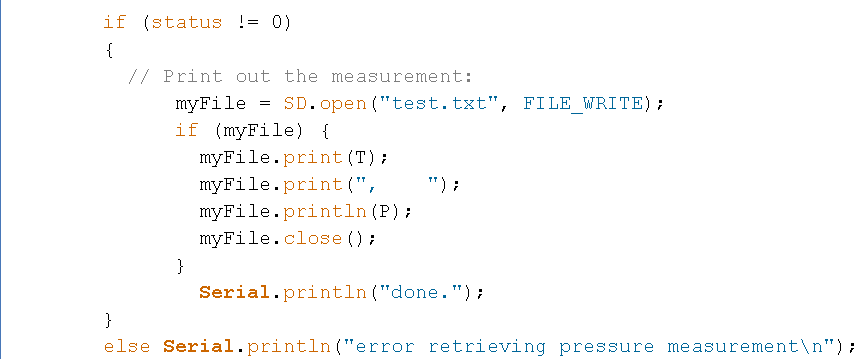 if (status != 0)
{
// Print out the measurement:
myFile = SD.open("test.txt", FILE_WRITE);
if (myFile) {
myFile.print(T);
myFile.print(",    ");
myFile.println(P);
myFile.close();
}
Serial.println("done.");
}
else Serial.println("error retrieving pressure measurement\n");